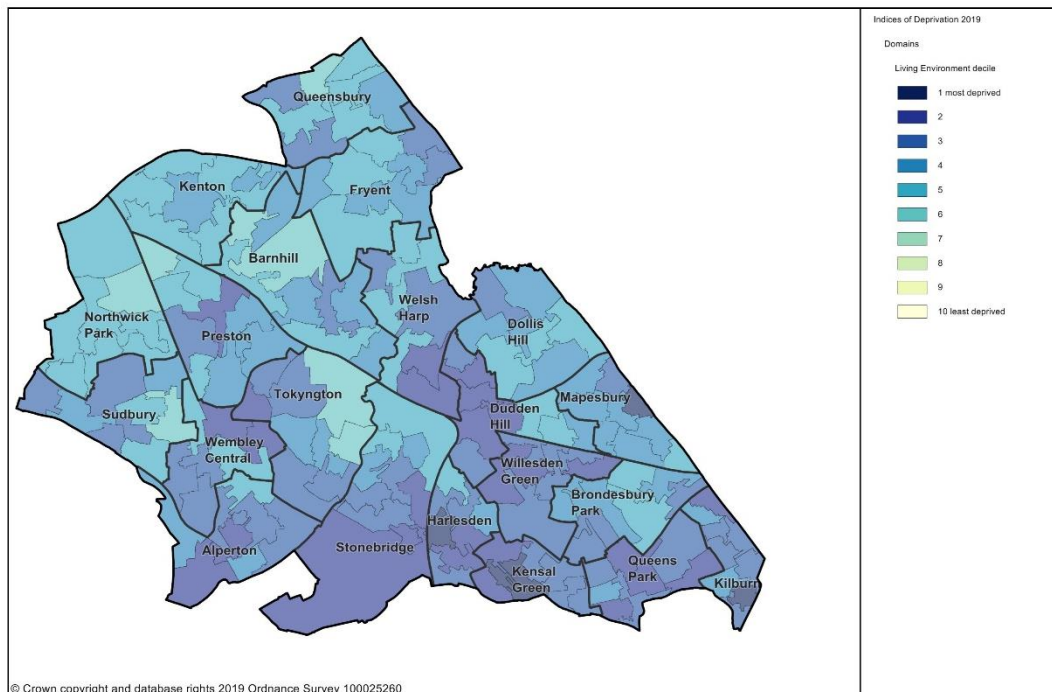 Indices of Deprivation 2019
Domains
Living Environment decile
1 most deprived
2
3
4
5
6
7
8
9
10 least deprived
Queensbury
Kenton
Fryent
Barnhill
Northwick
Park
Preston
Welsh
Harp
Dollis
Hill
Sudbury
Tokyngton
Mapesbury
Dudden
Hill
Wembley
Central
Willesden
Green
Brondesbury
Park
Harlesden
Alperton
Stonebridge
Kensal
Green
Queens
Park
Kilburn
© Crown copyright and database rights 2019 Ordnance Survey 100025260